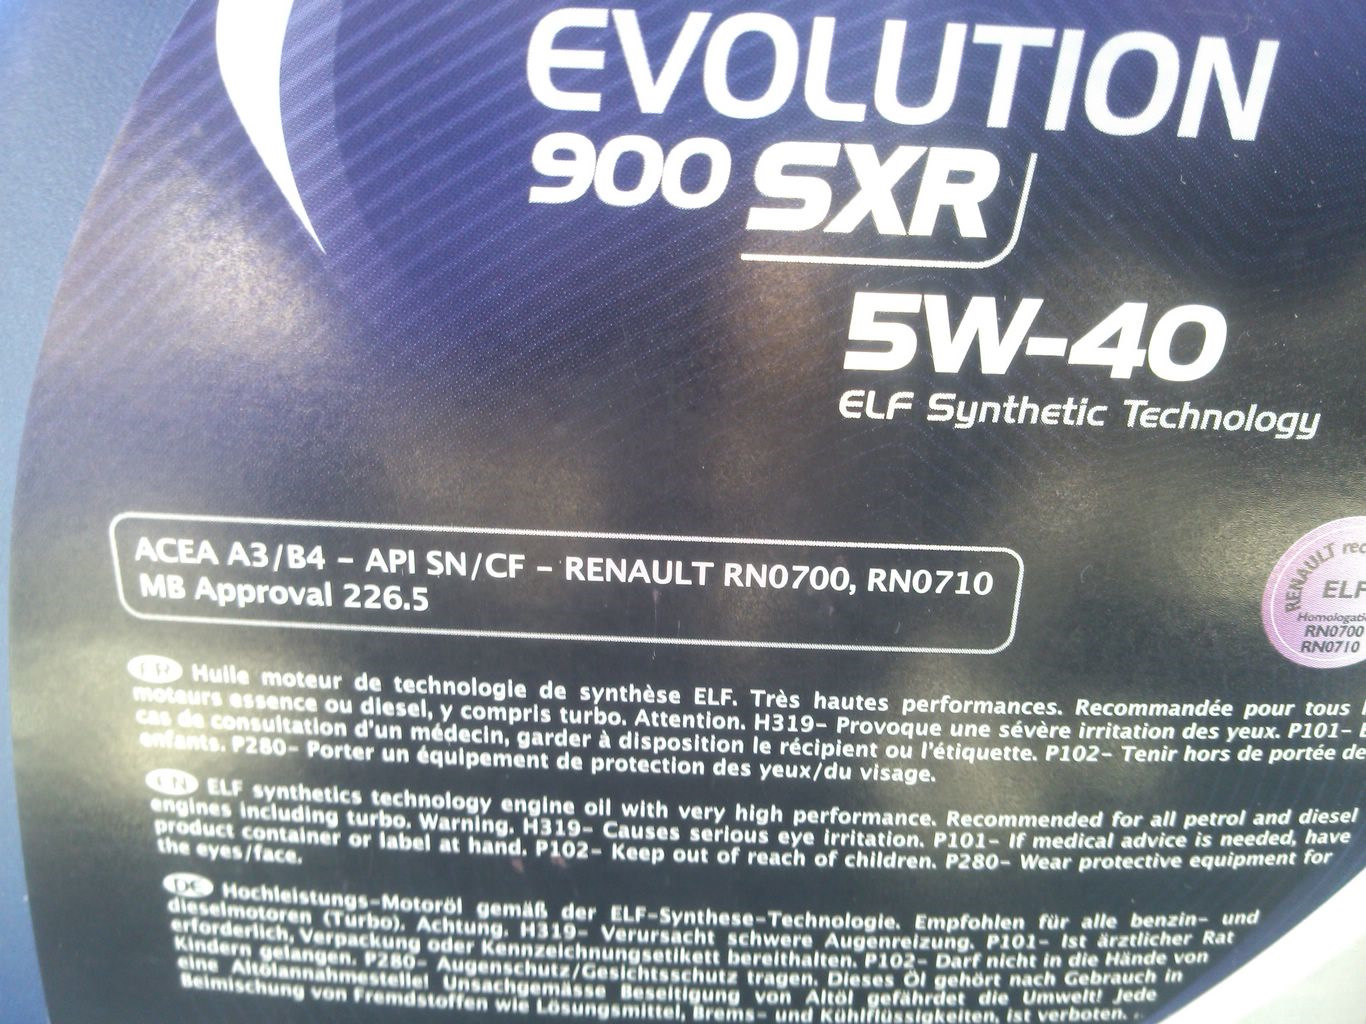 EVOLUTION
900 SXR
5W-40
ELF Synthetic Technology
ACEA A3/B4 – API SN/CF – RENAULT RN0700, RN0710
MB Approval 226.5
RENAULT
ELF
RN0700
RN0710
FR Huile moteur de technologie de synthèse ELF. Très hautes performances. Recommandée pour tous
moteurs essence ou diesel, y compris turbo. Attention. H319- Provoque une sévère irritation des yeux. P101-
cas de consultation d'un médecin, garder à disposition le récipient ou l'étiquette. P102- Tenir hors de portée de
enfants. P280- Porter un équipement de protection des yeux/du visage.
EN ELF synthetics technology engine oil with very high performance. Recommended for all petrol and diesel
engines including turbo. Warning. H319- Causes serious eye irritation. P101- If medical advice is needed, have
product container or label at hand. P102- Keep out of reach of children. P280- Wear protective equipment for
the eyes/face.
DE Hochleistungs-Motoröl gemäß der ELF-Synthese-Technologie. Empfohlen für alle benzin- und
dieselmotoren (Turbo). Achtung. H319- Verursacht schwere Augenreizung. P101- Ist ärztlicher Rat
erforderlich, Verpackung oder Kennzeichnungsetikett bereithalten. P102- Darf nicht in die Hände von
Kindern gelangen. P280- Augenschutz/Gesichtsschutz tragen. Dieses Öl gehört nach Gebrauch in
eine Altölannahmestelle! Unsachgemässe Beseitigung von Altöl gefährdet die Umwelt! Jede
Beimischung von Fremdstoffen wie Lösungsmittel, Brems- und Kühlflüssigkeiten, ist verboten.